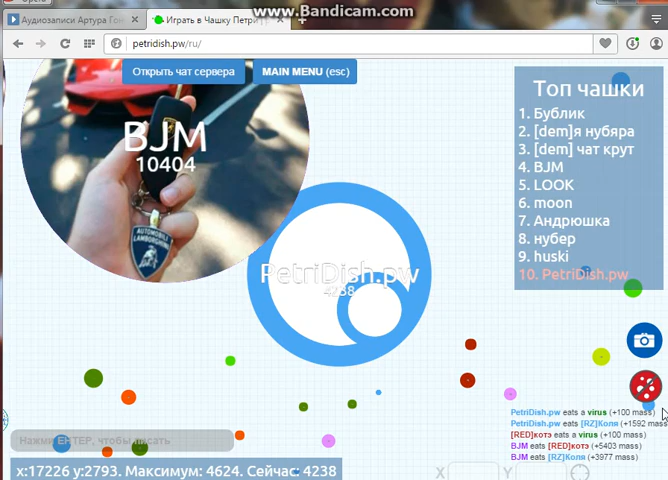 Opera
www.Bandicam.com
Аудиозаписи Артура Гон
Играть в Чашку Петри
petridish.pw/ru/
Открыть чат сервера
MAIN MENU (esc)
Топ чашки
1. Бублик
2. [dem]я нубяра
3. [dem] чат крут
4. BJM
5. LOOK
6. moon
7. Андрюшка
8. нубер
9. huski
10. PetriDish.pw
BJM
10404
AUTOMOBILI
LAMBORGHINI
PetriDish.pw
4238
PetriDish.pw eats a virus (+100 mass)
PetriDish.pw eats [RZ]Коля (+1592 mass)
[RED]котэ eats a virus (+100 mass)
BJM eats [RED]котэ (+5403 mass)
BJM eats [RZ]Коля (+3977 mass)
Нажми ЕНТЕР, чтобы писать
x:17226 y:2793. Максимум: 4624. Сейчас: 4238
X
Y